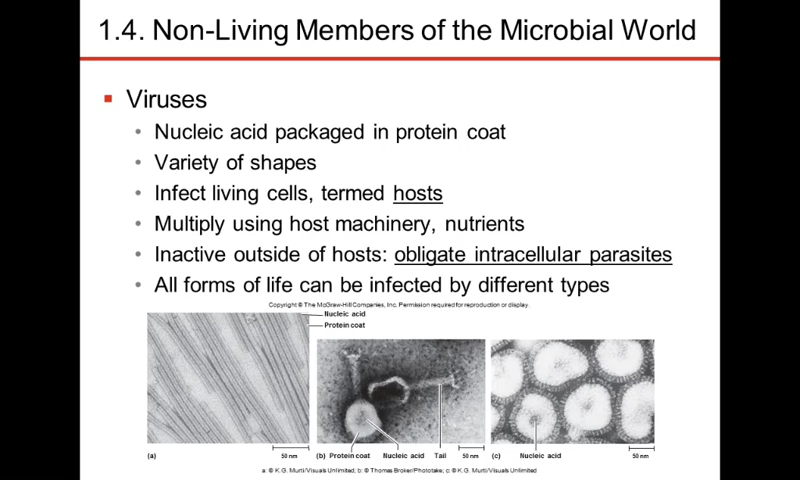 1.4. Non-Living Members of the Microbial World
Viruses
Nucleic acid packaged in protein coat
Variety of shapes
Infect living cells, termed hosts
Multiply using host machinery, nutrients
Inactive outside of hosts: obligate intracellular parasites
All forms of life can be infected by different types
Copyright © The McGraw-Hill Companies, Inc. Permission required for reproduction or display.
Nucleic acid
Protein coat
(a) 50 nm
(b) Protein coat Nucleic acid Tail 50 nm
(c) Nucleic acid 50 nm
a: © K.G. Murti/Visuals Unlimited; b: © Thomas Broker/Phototake; c: © K.G. Murti/Visuals Unlimited